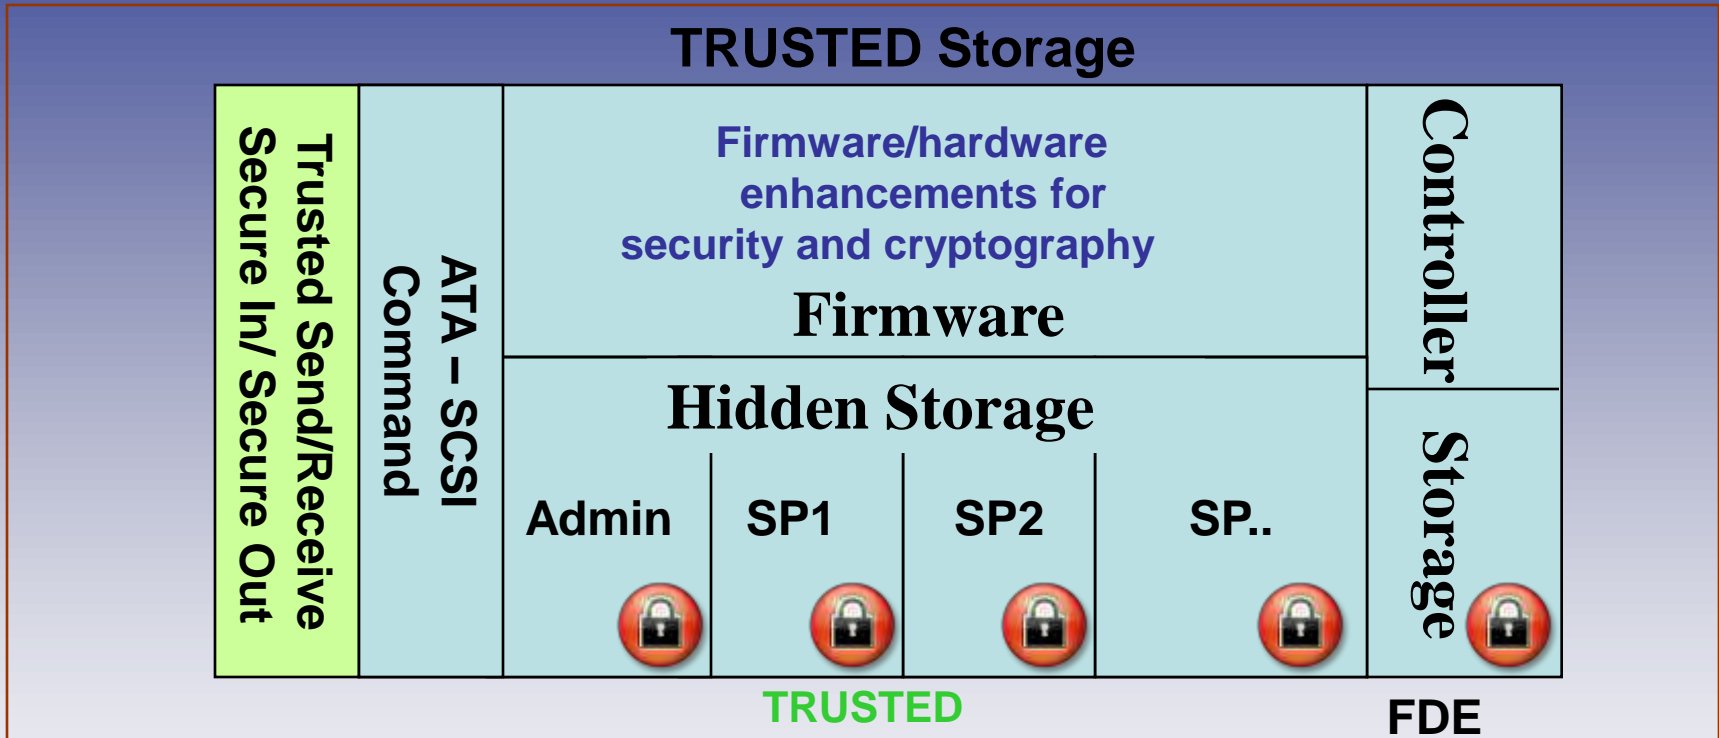 TRUSTED Storage
Trusted Send/Receive
Secure In/ Secure Out
ATA – SCSI
Command
Firmware/hardware
enhancements for
security and cryptography
Firmware
Hidden Storage
Admin
SP1
SP2
SP..
Controller
Storage
TRUSTED
FDE